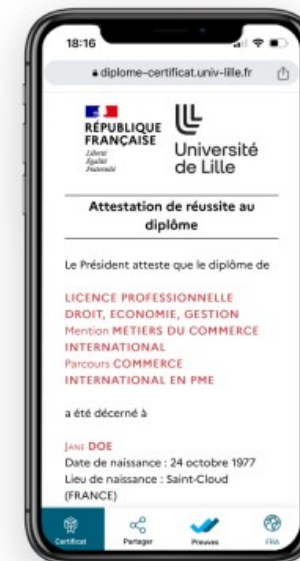 18:16
diplome-certificat.univ-lille.fr
RÉPUBLIQUE
FRANÇAISE
Liberté
Égalité
Fraternité
Université
de Lille
Attestation de réussite au
diplôme
Le Président atteste que le diplôme de
LICENCE PROFESSIONNELLE
DROIT, ECONOMIE, GESTION
Mention METIERS DU COMMERCE
INTERNATIONAL
Parcours COMMERCE
INTERNATIONAL EN PME
a été décerné à
JANE DOE
Date de naissance : 24 octobre 1977
Lieu de naissance : Saint-Cloud
(FRANCE)
Certificat Partager Preuves FRA